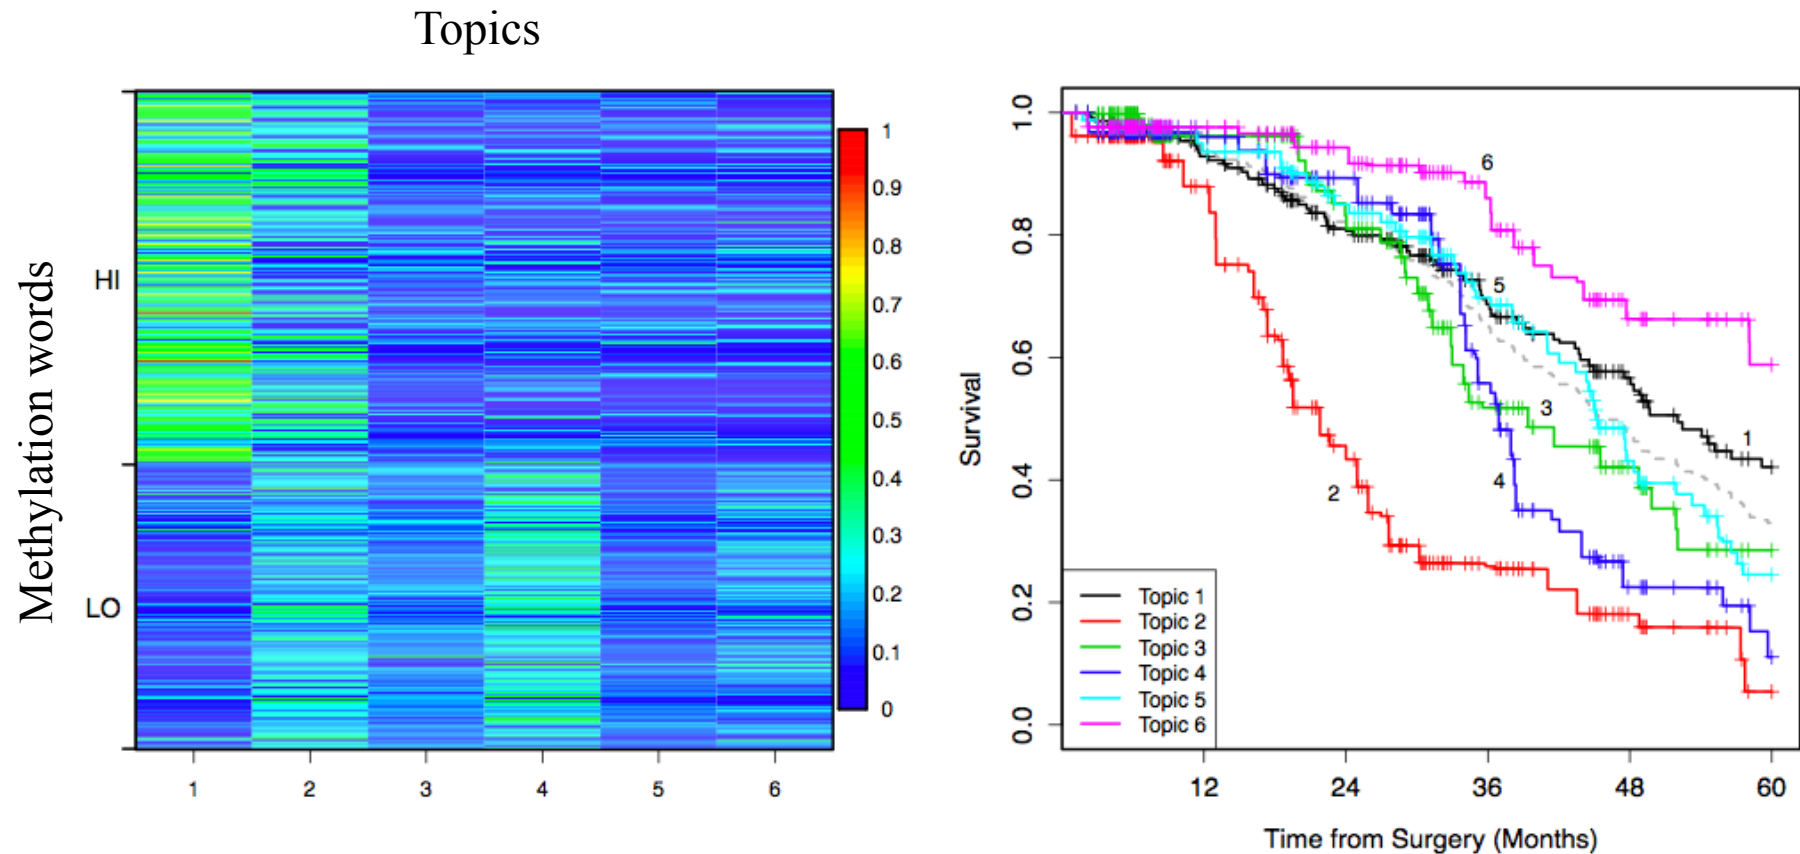 Topics
Methylation words
HI
LO
1 2 3 4 5 6
1
0.9
0.8
0.7
0.6
0.5
0.4
0.3
0.2
0.1
0
Survival
1.0
0.8
0.6
0.4
0.2
0.0
6
5
3
1
4
2
Topic 1
Topic 2
Topic 3
Topic 4
Topic 5
Topic 6
12 24 36 48 60
Time from Surgery (Months)